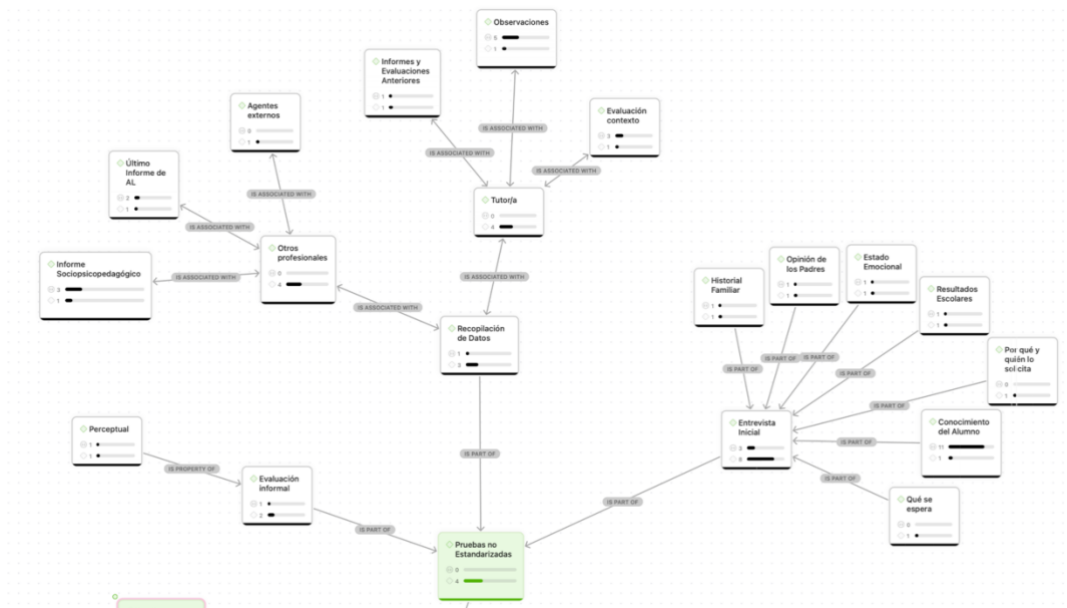 Observaciones
5
1
Informes y
Evaluaciones
Anteriores
1
1
Agentes
externos
0
1
Evaluación
contexto
3
1
IS ASSOCIATED WITH
IS ASSOCIATED WITH
IS ASSOCIATED WITH
Último
Informe de
AL
2
1
IS ASSOCIATED WITH
Tutor/a
0
4
IS ASSOCIATED WITH
Otros
profesionales
0
4
Informe
Sociopsicopedagógico
3
1
IS ASSOCIATED WITH
IS ASSOCIATED WITH
IS ASSOCIATED WITH
Recopilación
de Datos
1
3
Historial
Familiar
1
1
Opinión de
los Padres
1
1
Estado
Emocional
1
1
Resultados
Escolares
1
1
Por qué y
quién lo
solicita
0
1
IS PART OF
IS PART OF
IS PART OF
IS PART OF
IS PART OF
Entrevista
Inicial
3
8
Conocimiento
del Alumno
11
1
IS PART OF
IS PART OF
Qué se
espera
0
1
Perceptual
1
1
IS PROPERTY OF
Evaluación
informal
1
2
IS PART OF
IS PART OF
IS PART OF
Pruebas no
Estandarizadas
0
4